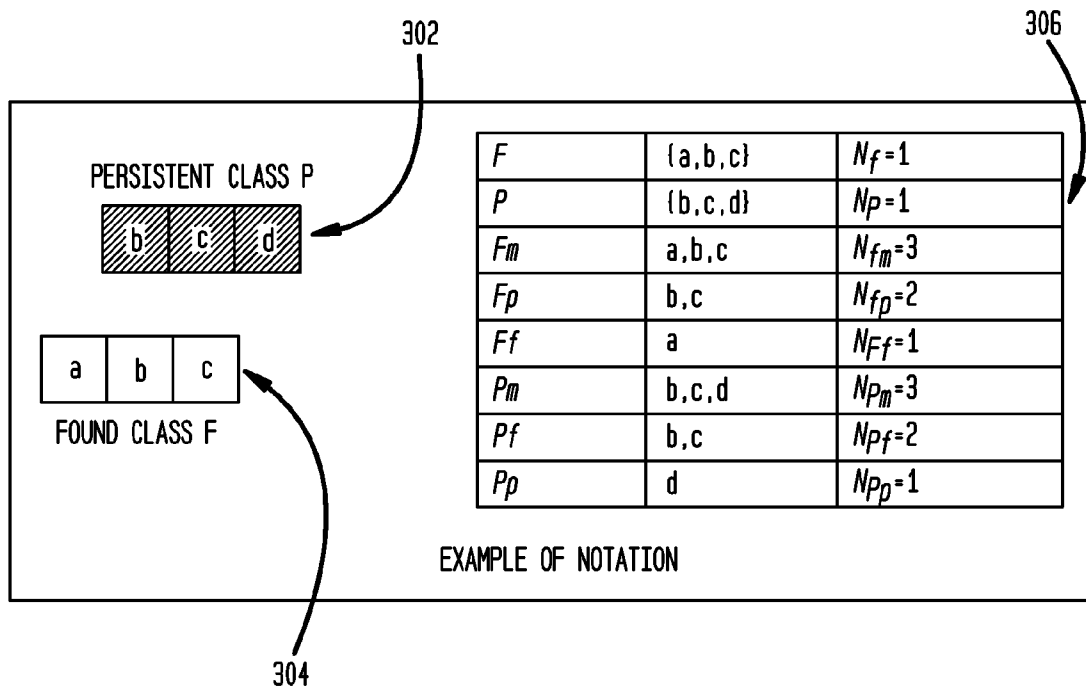 302
306
PERSISTENT CLASS P
b c d
a b c
FOUND CLASS F
F {a,b,c} Nf=1
P {b,c,d} Np=1
Fm a,b,c Nfm=3
Fp b,c Nfp=2
Ff a NFf=1
Pm b,c,d NPm=3
Pf b,c NPf=2
Pp d NPp=1
EXAMPLE OF NOTATION
304